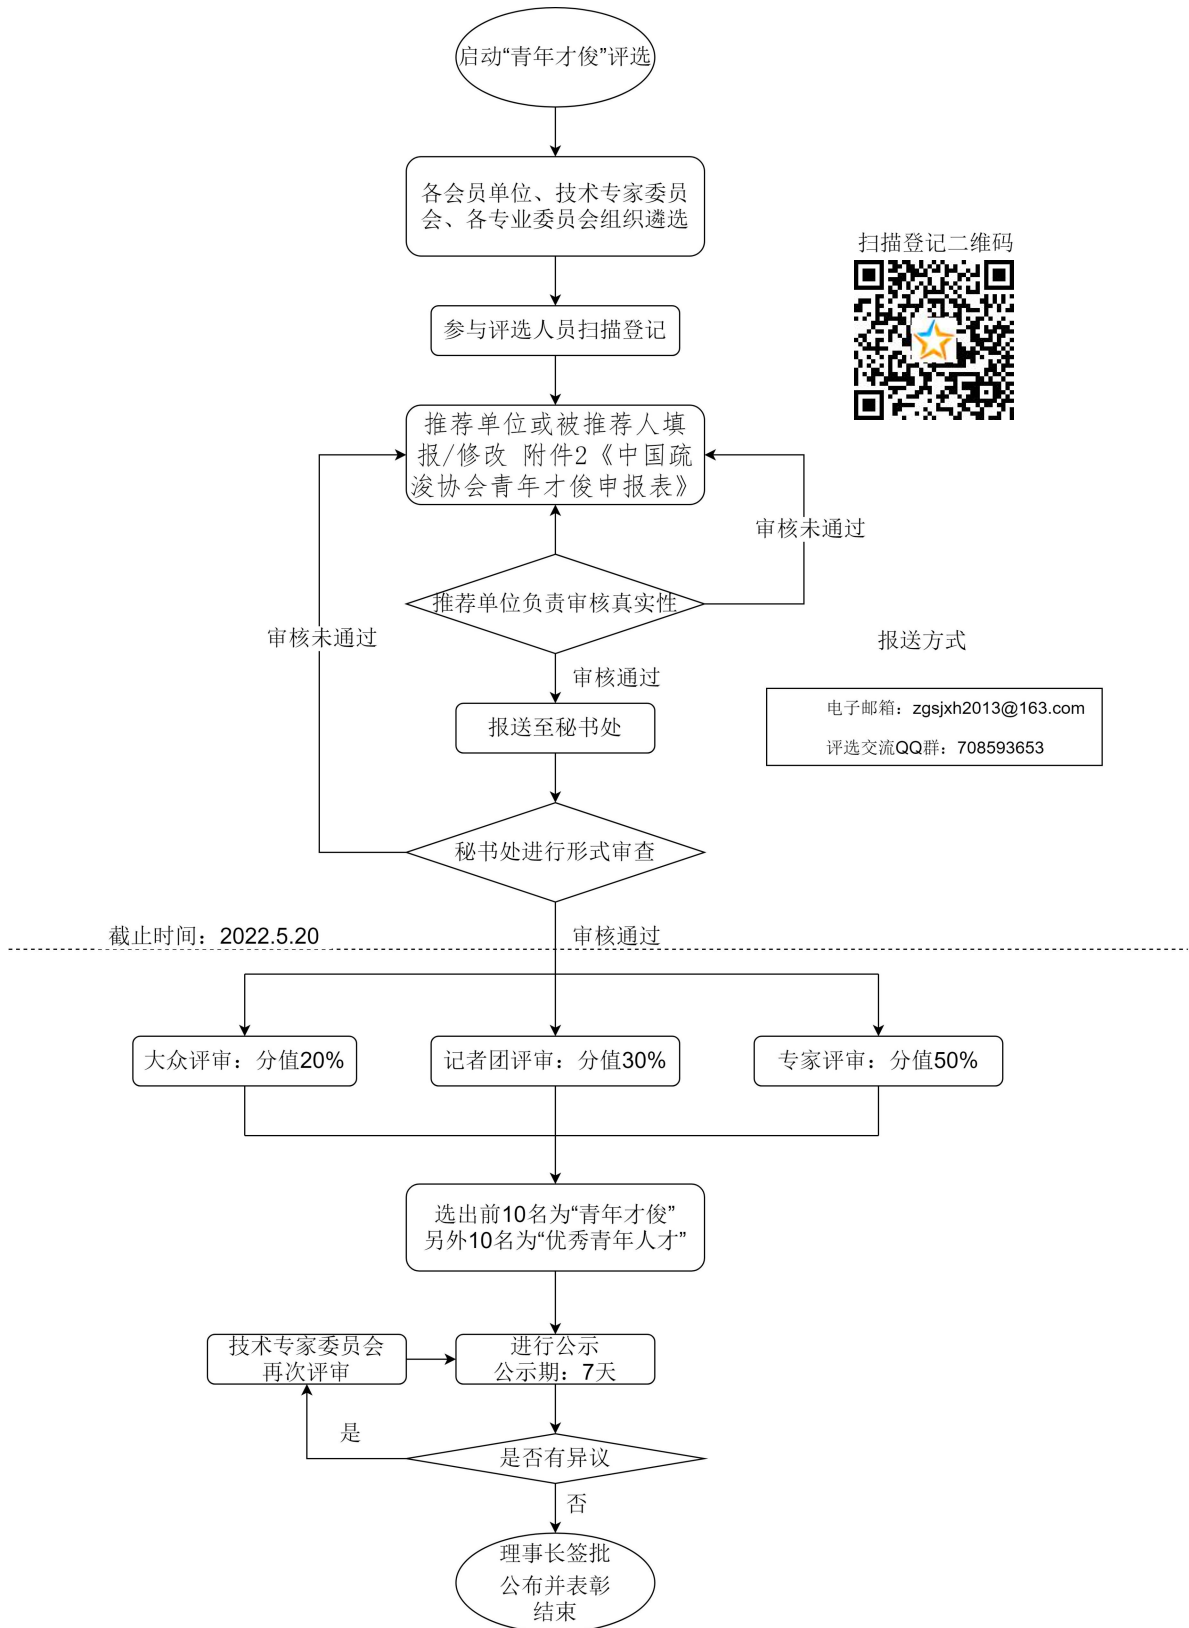 启动“青年才俊”评选
各会员单位、技术专家委员
会、各专业委员会组织遴选
扫描登记二维码
参与评选人员扫描登记
推荐单位或被推荐人填
报/修改 附件2《中国疏
浚协会青年才俊申报表》
审核未通过
推荐单位负责审核真实性
审核未通过
报送方式
审核通过
报送至秘书处
电子邮箱：zgsjxh2013@163.com
评选交流QQ群：708593653
秘书处进行形式审查
截止时间：2022.5.20
审核通过
大众评审：分值20%
记者团评审：分值30%
专家评审：分值50%
选出前10名为“青年才俊”
另外10名为“优秀青年人才”
技术专家委员会
再次评审
进行公示
公示期：7天
是
是否有异议
否
理事长签批
公布并表彰
结束